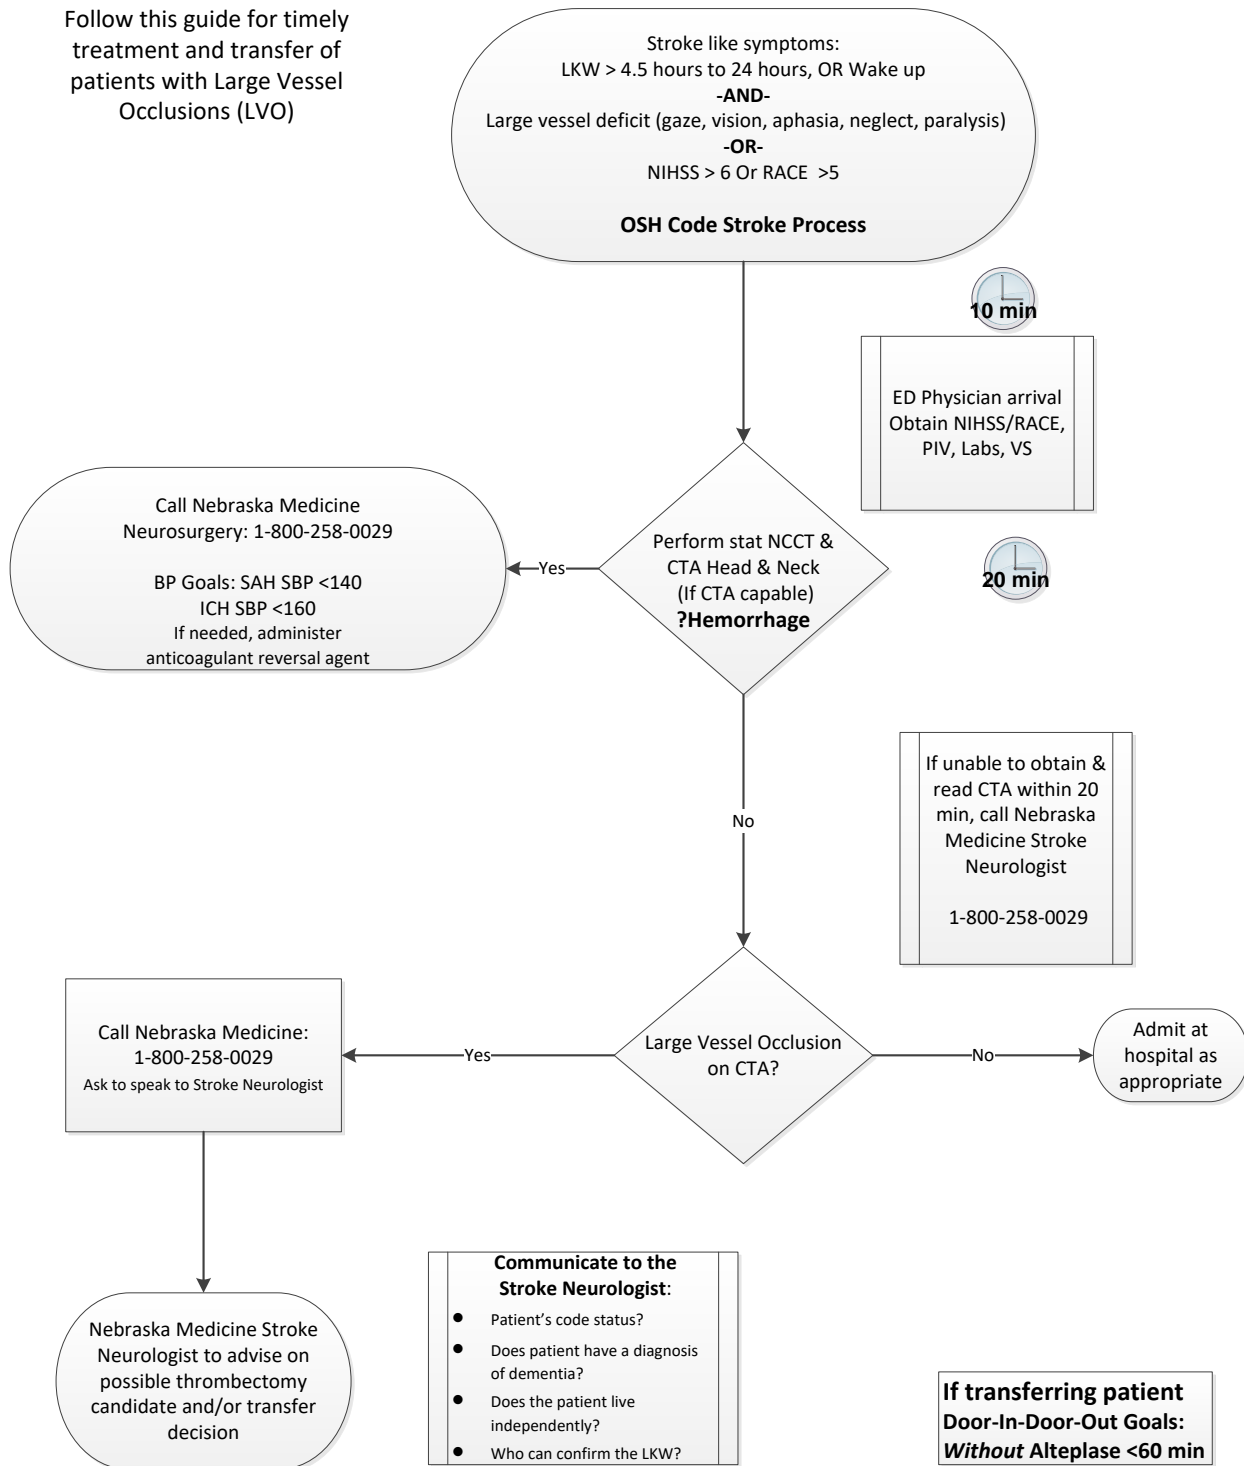 Follow this guide for timely
treatment and transfer of
patients with Large Vessel
Occlusions (LVO)
Stroke like symptoms:
LKW > 4.5 hours to 24 hours, OR Wake up
-AND-
Large vessel deficit (gaze, vision, aphasia, neglect, paralysis)
-OR-
NIHSS > 6 Or RACE >5
OSH Code Stroke Process
10 min
ED Physician arrival
Obtain NIHSS/RACE,
PIV, Labs, VS
Call Nebraska Medicine
Neurosurgery: 1-800-258-0029
BP Goals: SAH SBP <140
ICH SBP <160
If needed, administer
anticoagulant reversal agent
Yes
Perform stat NCCT &
CTA Head & Neck
(If CTA capable)
?Hemorrhage
20 min
No
If unable to obtain &
read CTA within 20
min, call Nebraska
Medicine Stroke
Neurologist
1-800-258-0029
Call Nebraska Medicine:
1-800-258-0029
Ask to speak to Stroke Neurologist
Yes
Large Vessel Occlusion
on CTA?
No
Admit at
hospital as
appropriate
Nebraska Medicine Stroke
Neurologist to advise on
possible thrombectomy
candidate and/or transfer
decision
Communicate to the
Stroke Neurologist:
● Patient's code status?
● Does patient have a diagnosis
of dementia?
● Does the patient live
independently?
● Who can confirm the LKW?
If transferring patient
Door-In-Door-Out Goals:
Without Alteplase <60 min